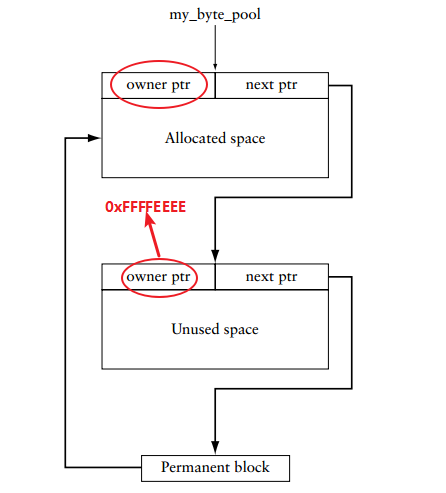 my_byte_pool
owner ptr next ptr
Allocated space
0xFFFFEEEE
owner ptr next ptr
Unused space
Permanent block